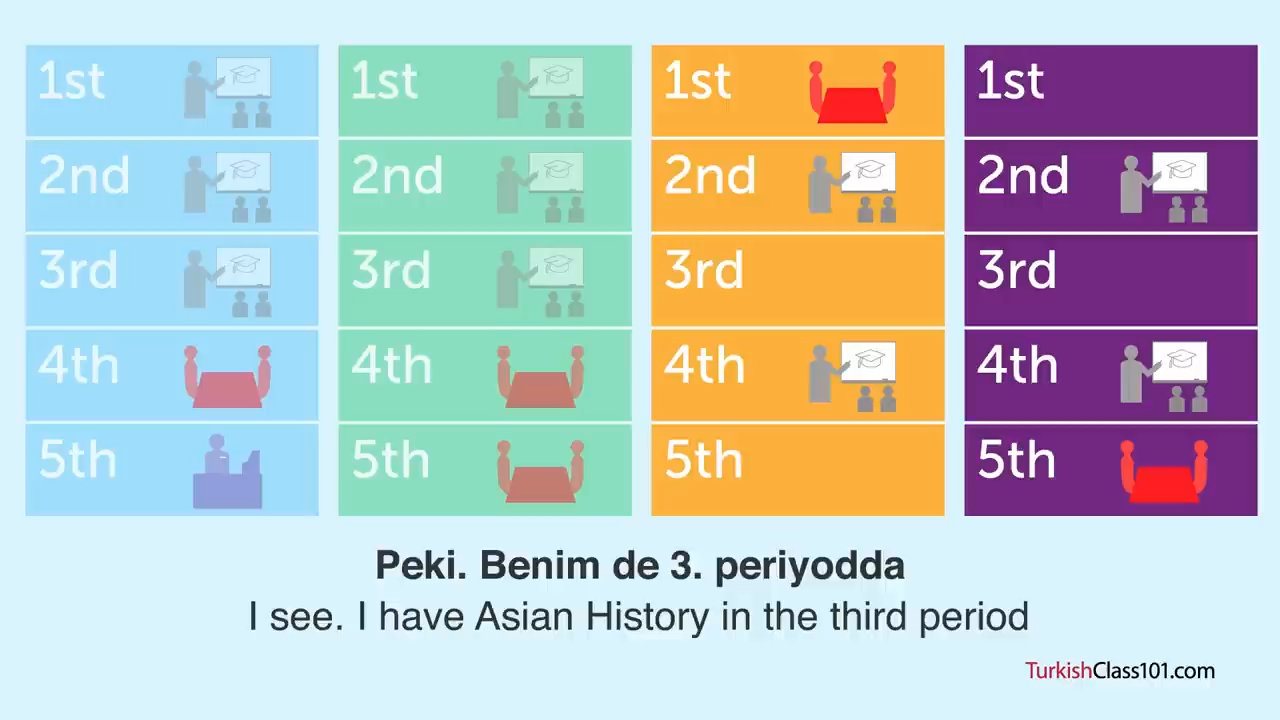 1st
2nd
3rd
4th
5th
1st
2nd
3rd
4th
5th
1st
2nd
3rd
4th
5th
1st
2nd
3rd
4th
5th
Peki. Benim de 3. periyodda
I see. I have Asian History in the third period
TurkishClass101.com